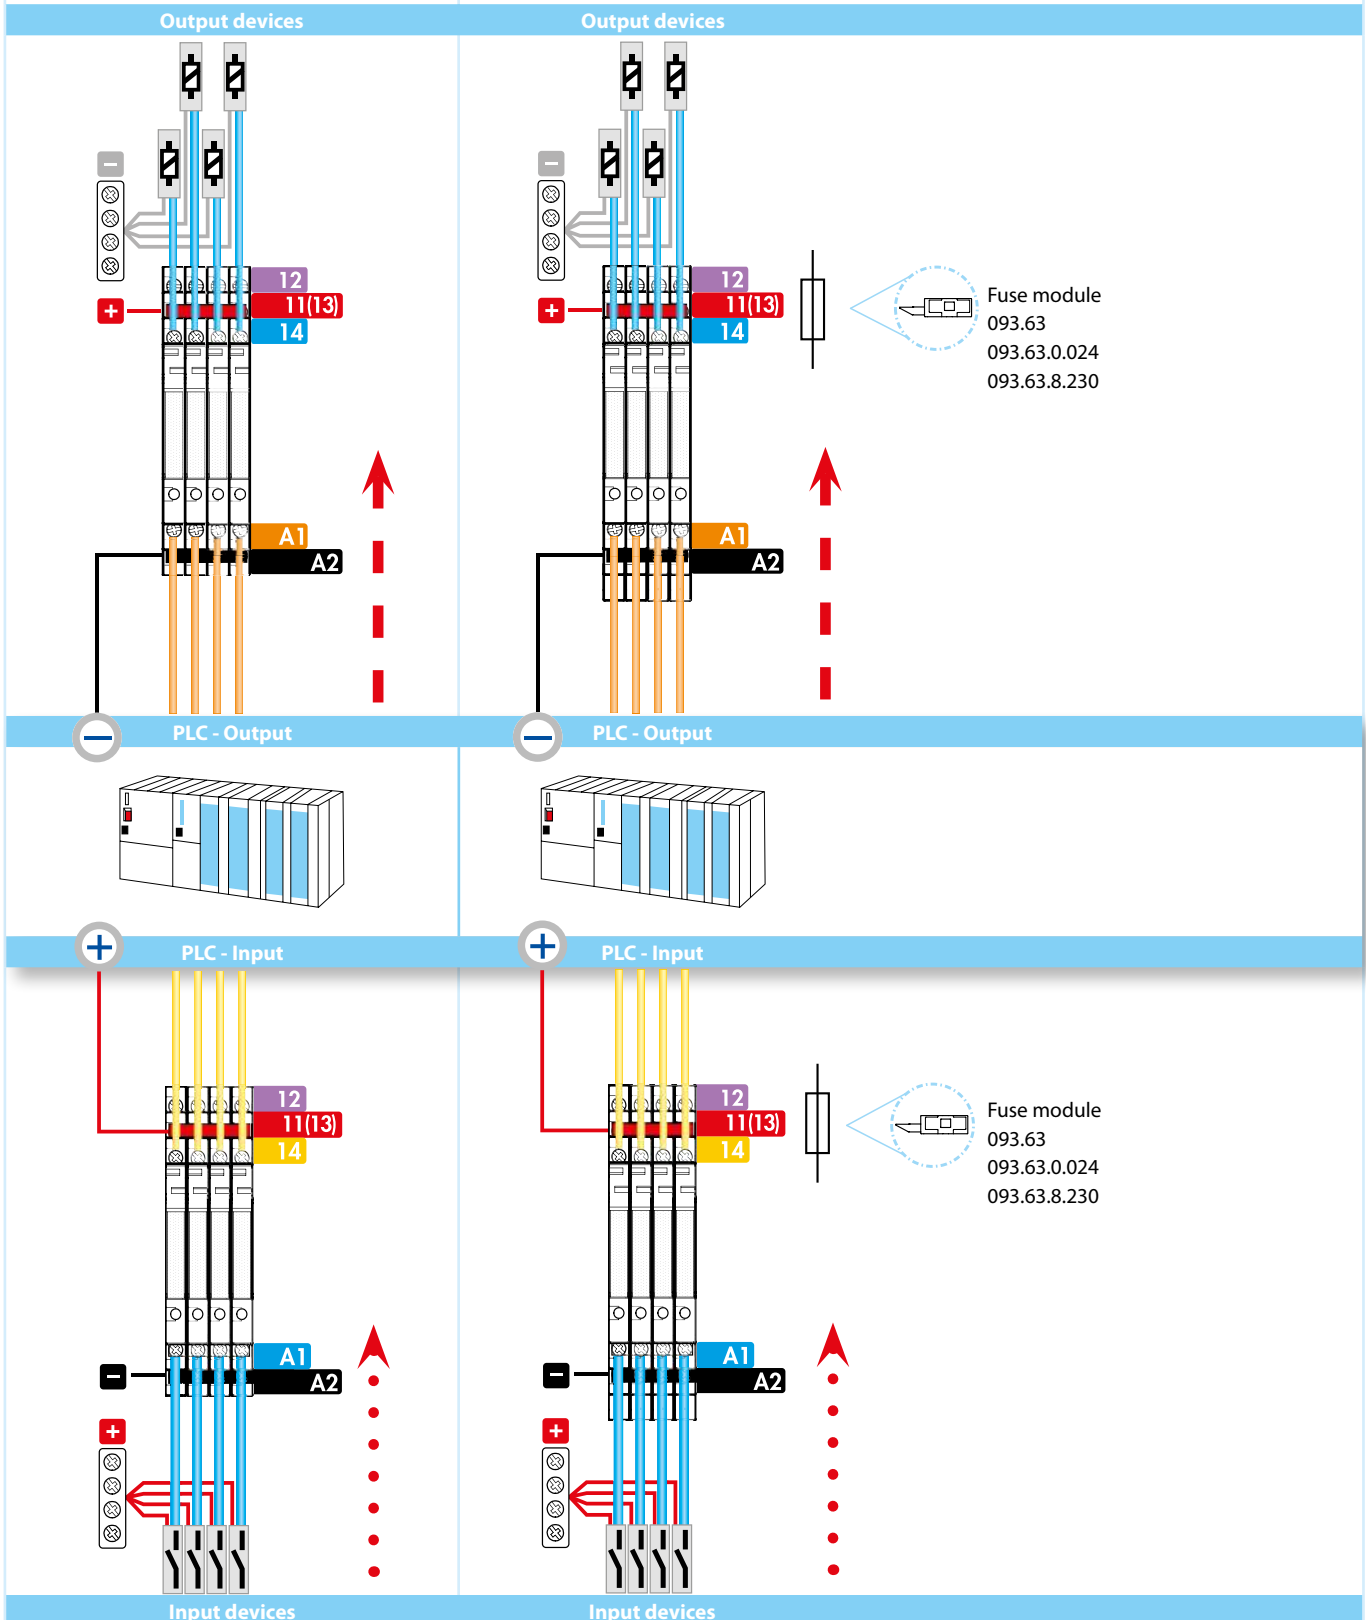 Output devices
Output devices
−
+
12
11(13)
14
A1
A2
−
+
12
11(13)
14
A1
A2
Fuse module
093.63
093.63.0.024
093.63.8.230
−
PLC - Output
−
PLC - Output
+
PLC - Input
+
PLC - Input
12
11(13)
14
A1
A2
−
+
12
11(13)
14
A1
A2
−
+
Fuse module
093.63
093.63.0.024
093.63.8.230
Input devices
Input devices